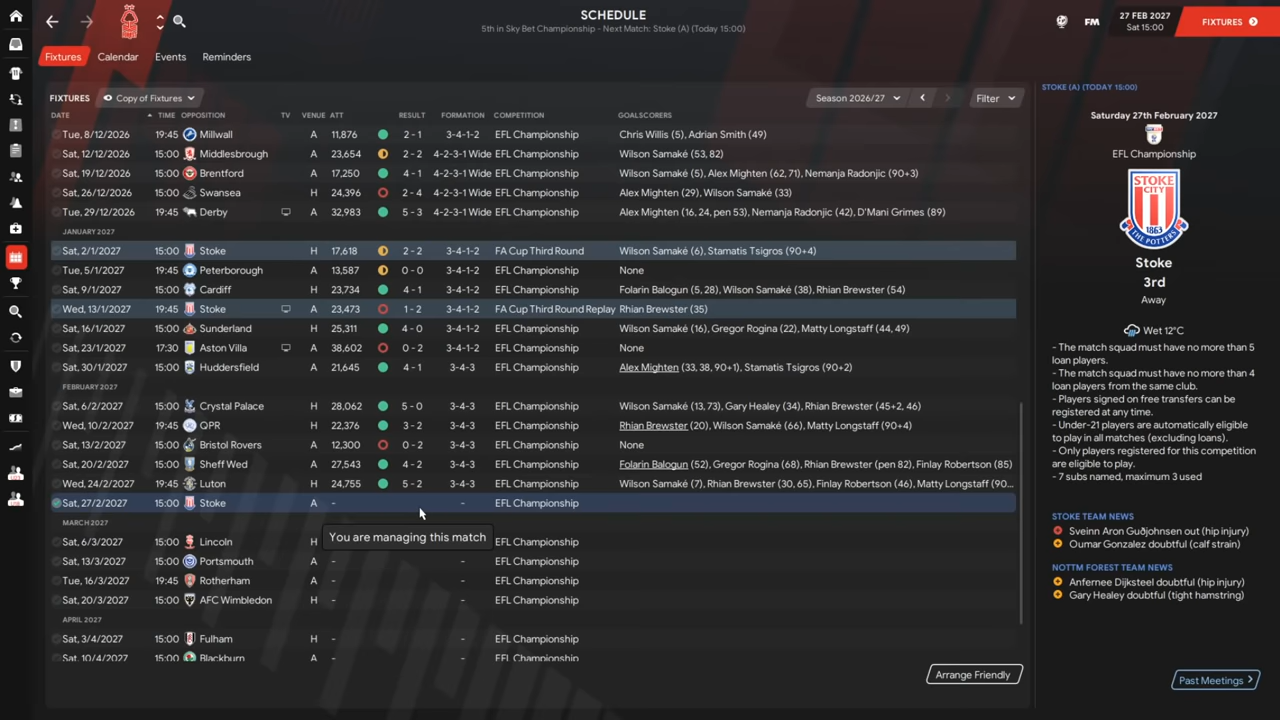 SCHEDULE
5th in Sky Bet Championship - Next Match: Stoke (A) (Today 15:00)
FM
27 FEB 2027
Sat 15:00
FIXTURES
Fixtures Calendar Events Reminders
FIXTURES Copy of Fixtures Season 2026/27 Filter
DATE TIME OPPOSITION TV VENUE ATT RESULT FORMATION COMPETITION GOALSCORERS
Tue, 8/12/2026 19:45 Millwall A 11,876 2 - 1 3-4-1-2 EFL Championship Chris Willis (5), Adrian Smith (49)
Sat, 12/12/2026 15:00 Middlesbrough A 23,654 2 - 2 4-2-3-1 Wide EFL Championship Wilson Samaké (53, 82)
Sat, 19/12/2026 15:00 Brentford A 17,250 4 - 1 4-2-3-1 Wide EFL Championship Wilson Samaké (5), Alex Mighten (62, 71), Nemanja Radonjic (90+3)
Sat, 26/12/2026 15:00 Swansea H 24,396 2 - 4 4-2-3-1 Wide EFL Championship Alex Mighten (29), Wilson Samaké (33)
Tue, 29/12/2026 19:45 Derby A 32,983 5 - 3 4-2-3-1 Wide EFL Championship Alex Mighten (16, 24, pen 53), Nemanja Radonjic (42), D'Mani Grimes (89)
JANUARY 2027
Sat, 2/1/2027 15:00 Stoke H 17,618 2 - 2 3-4-1-2 FA Cup Third Round Wilson Samaké (6), Stamatis Tsigros (90+4)
Tue, 5/1/2027 19:45 Peterborough A 13,587 0 - 0 3-4-1-2 EFL Championship None
Sat, 9/1/2027 15:00 Cardiff H 23,734 4 - 1 3-4-1-2 EFL Championship Folarin Balogun (5, 28), Wilson Samaké (38), Rhian Brewster (54)
Wed, 13/1/2027 19:45 Stoke A 23,473 1 - 2 3-4-1-2 FA Cup Third Round Replay Rhian Brewster (35)
Sat, 16/1/2027 15:00 Sunderland H 25,311 4 - 0 3-4-1-2 EFL Championship Wilson Samaké (16), Gregor Rogina (22), Matty Longstaff (44, 49)
Sat, 23/1/2027 17:30 Aston Villa A 38,602 0 - 2 3-4-1-2 EFL Championship None
Sat, 30/1/2027 15:00 Huddersfield A 21,645 4 - 1 3-4-3 EFL Championship Alex Mighten (33, 38, 90+1), Stamatis Tsigros (90+2)
FEBRUARY 2027
Sat, 6/2/2027 15:00 Crystal Palace H 28,062 5 - 0 3-4-3 EFL Championship Wilson Samaké (13, 73), Gary Healey (34), Rhian Brewster (45+2, 46)
Wed, 10/2/2027 19:45 QPR H 22,376 3 - 2 3-4-3 EFL Championship Rhian Brewster (20), Wilson Samaké (66), Matty Longstaff (90+4)
Sat, 13/2/2027 15:00 Bristol Rovers A 12,300 0 - 2 3-4-3 EFL Championship None
Sat, 20/2/2027 15:00 Sheff Wed A 27,543 4 - 2 3-4-3 EFL Championship Folarin Balogun (52), Gregor Rogina (68), Rhian Brewster (pen 82), Finlay Robertson (85)
Wed, 24/2/2027 19:45 Luton H 24,755 5 - 2 3-4-3 EFL Championship Wilson Samaké (7), Rhian Brewster (30, 65), Finlay Robertson (46), Matty Longstaff (90...
Sat, 27/2/2027 15:00 Stoke A - - EFL Championship
MARCH 2027
You are managing this match
Sat, 6/3/2027 15:00 Lincoln H EFL Championship
Sat, 13/3/2027 15:00 Portsmouth A - - EFL Championship
Tue, 16/3/2027 19:45 Rotherham A - - EFL Championship
Sat, 20/3/2027 15:00 AFC Wimbledon H - - EFL Championship
APRIL 2027
Sat, 3/4/2027 15:00 Fulham H - - EFL Championship
Sat, 10/4/2027 15:00 Blackburn A - - EFL Championship
Arrange Friendly
STOKE (A) (TODAY 15:00)
Saturday 27th February 2027
EFL Championship
STOKE CITY
1863
THE POTTERS
Stoke
3rd
Away
Wet 12°C
- The match squad must have no more than 5
loan players.
- The match squad must have no more than 4
loan players from the same club.
- Players signed on free transfers can be
registered at any time.
- Under-21 players are automatically eligible
to play in all matches (excluding loans).
- Only players registered for this competition
are eligible to play.
- 7 subs named, maximum 3 used
STOKE TEAM NEWS
Sveinn Aron Guðjohnsen out (hip injury)
Oumar Gonzalez doubtful (calf strain)
NOTTM FOREST TEAM NEWS
Anfernee Dijksteel doubtful (hip injury)
Gary Healey doubtful (tight hamstring)
Past Meetings